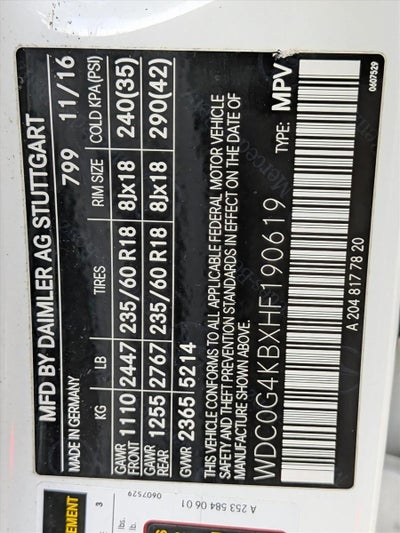 MFD BY DAIMLER AG STUTTGART
MADE IN GERMANY 799 11/16
KG LB TIRES RIM SIZE COLD KPA (PSI)
GAWR FRONT 1110 2447 235/60 R18 8Jx18 240(35)
GAWR REAR 1255 2767 235/60 R18 8Jx18 290(42)
GVWR 2365 5214
THIS VEHICLE CONFORMS TO ALL APPLICABLE FEDERAL MOTOR VEHICLE
SAFETY AND THEFT PREVENTION STANDARDS IN EFFECT ON THE DATE OF
MANUFACTURE SHOWN ABOVE.
WDC0G4KBXHF190619 TYPE: MPV
A 204 817 78 20 0607529
A 253 584 06 01
0607529
3
lbs.
lb.